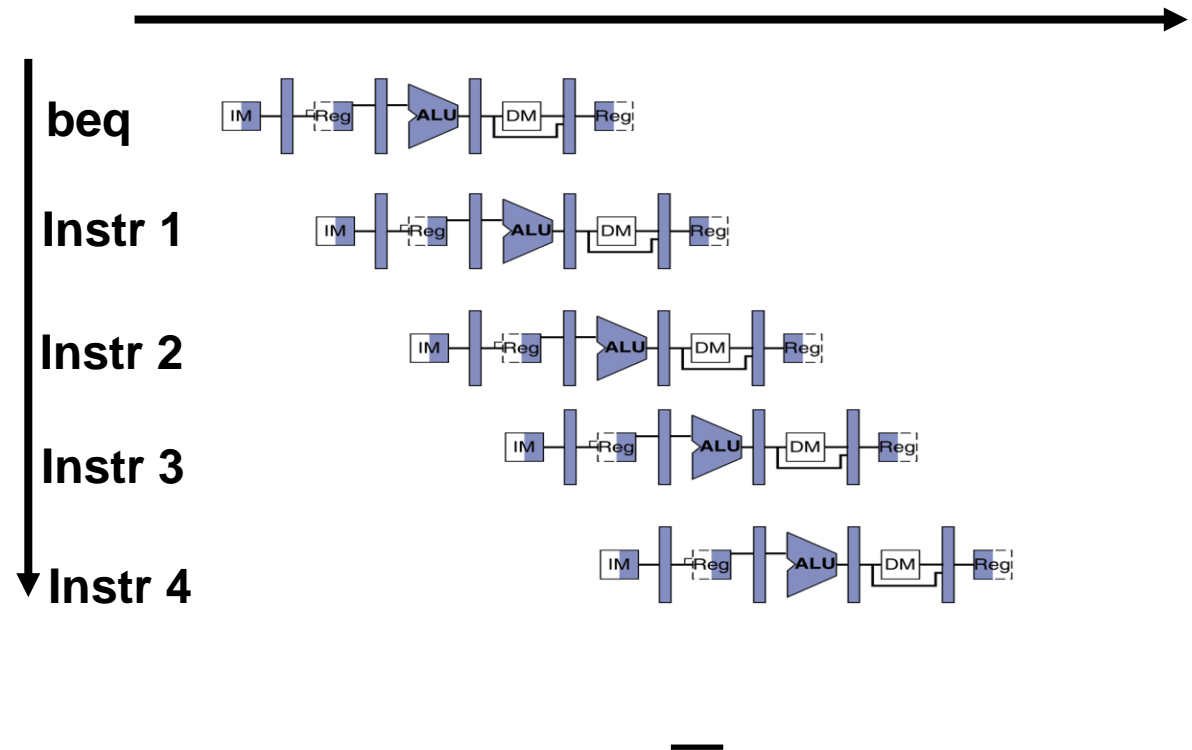 beq IM Reg ALU DM Reg
Instr 1 IM Reg ALU DM Reg
Instr 2 IM Reg ALU DM Reg
Instr 3 IM Reg ALU DM Reg
Instr 4 IM Reg ALU DM Reg